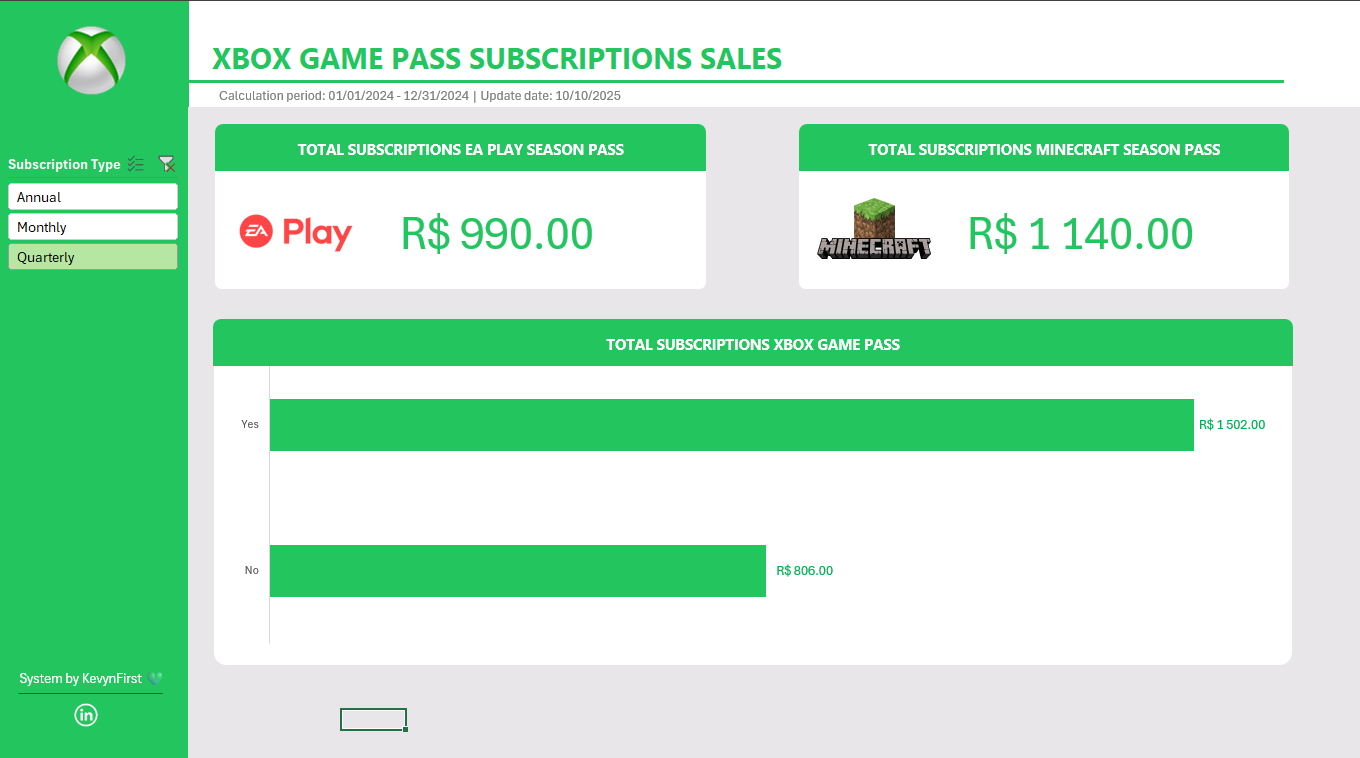 XBOX GAME PASS SUBSCRIPTIONS SALES
Calculation period: 01/01/2024 - 12/31/2024 | Update date: 10/10/2025
Subscription Type
Annual
Monthly
Quarterly
TOTAL SUBSCRIPTIONS EA PLAY SEASON PASS
EA Play
R$ 990.00
TOTAL SUBSCRIPTIONS MINECRAFT SEASON PASS
MINECRAFT
R$ 1 140.00
TOTAL SUBSCRIPTIONS XBOX GAME PASS
Yes
R$ 1 502.00
No
R$ 806.00
System by KevynFirst 💚
in